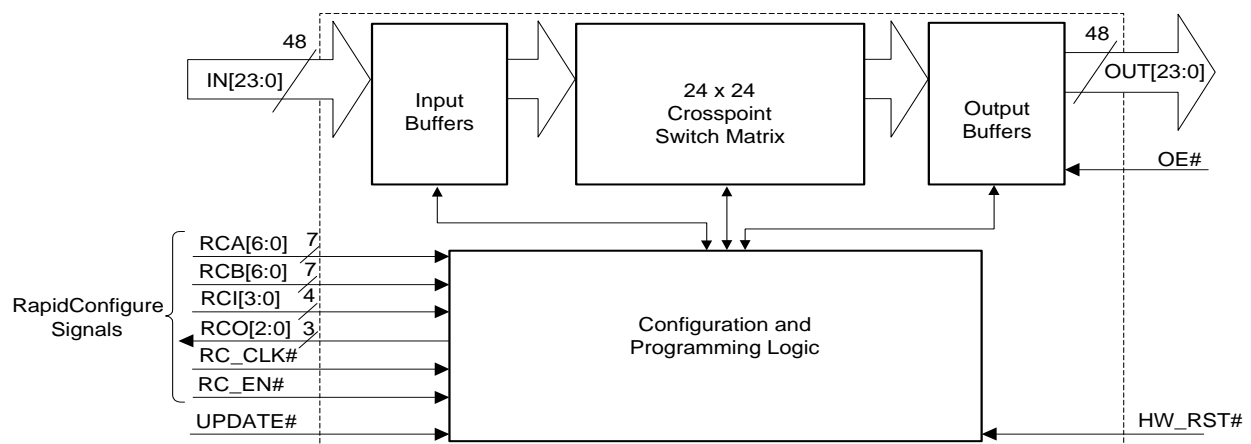 48
IN[23:0]
Input
Buffers
24 x 24
Crosspoint
Switch Matrix
Output
Buffers
48
OUT[23:0]
OE#
RapidConfigure
Signals
RCA[6:0] 7
RCB[6:0] 7
RCI[3:0] 4
RCO[2:0] 3
RC_CLK#
RC_EN#
UPDATE#
Configuration and
Programming Logic
HW_RST#